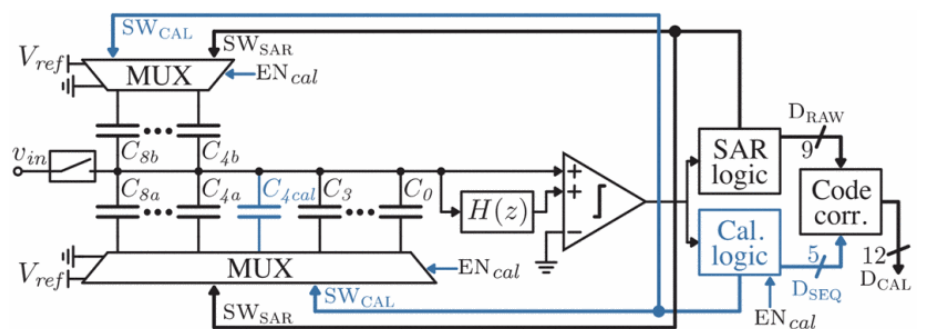 SW_CAL
SW_SAR
V_ref
MUX
EN_cal
v_in
C_8b
C_4b
C_8a
C_4a
C_4cal
C_3
C_0
H(z)
+
+
−
V_ref
MUX
EN_cal
SW_SAR
SW_CAL
SAR
logic
D_RAW
9
Code
corr.
Cal.
logic
5
D_SEQ
12
D_CAL
EN_cal